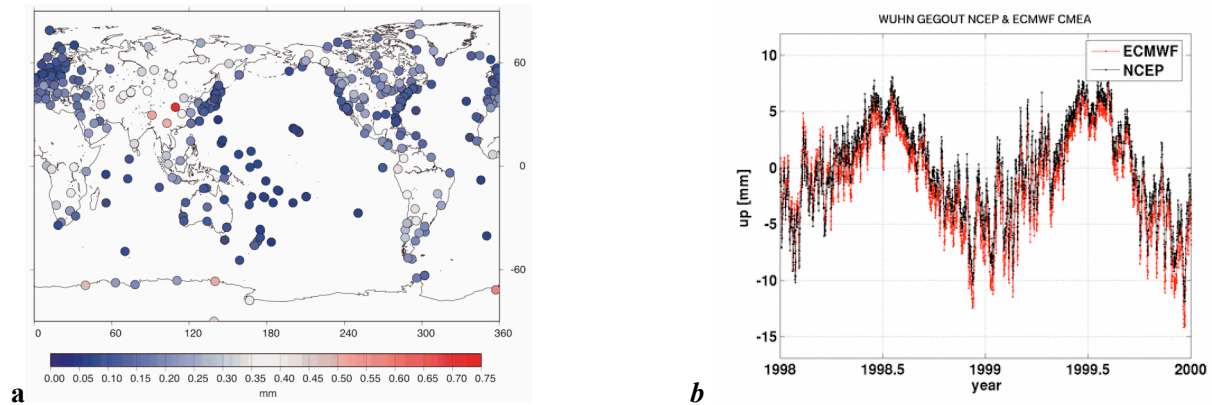 60
0
-60
0 60 120 180 240 300 360
0.00 0.05 0.10 0.15 0.20 0.25 0.30 0.35 0.40 0.45 0.50 0.55 0.60 0.65 0.70 0.75
mm
a
WUHN GEGOUT NCEP & ECMWF CMEA
ECMWF
NCEP
10
5
0
-5
-10
-15
up [mm]
1998 1998.5 1999 1999.5 2000
year
b